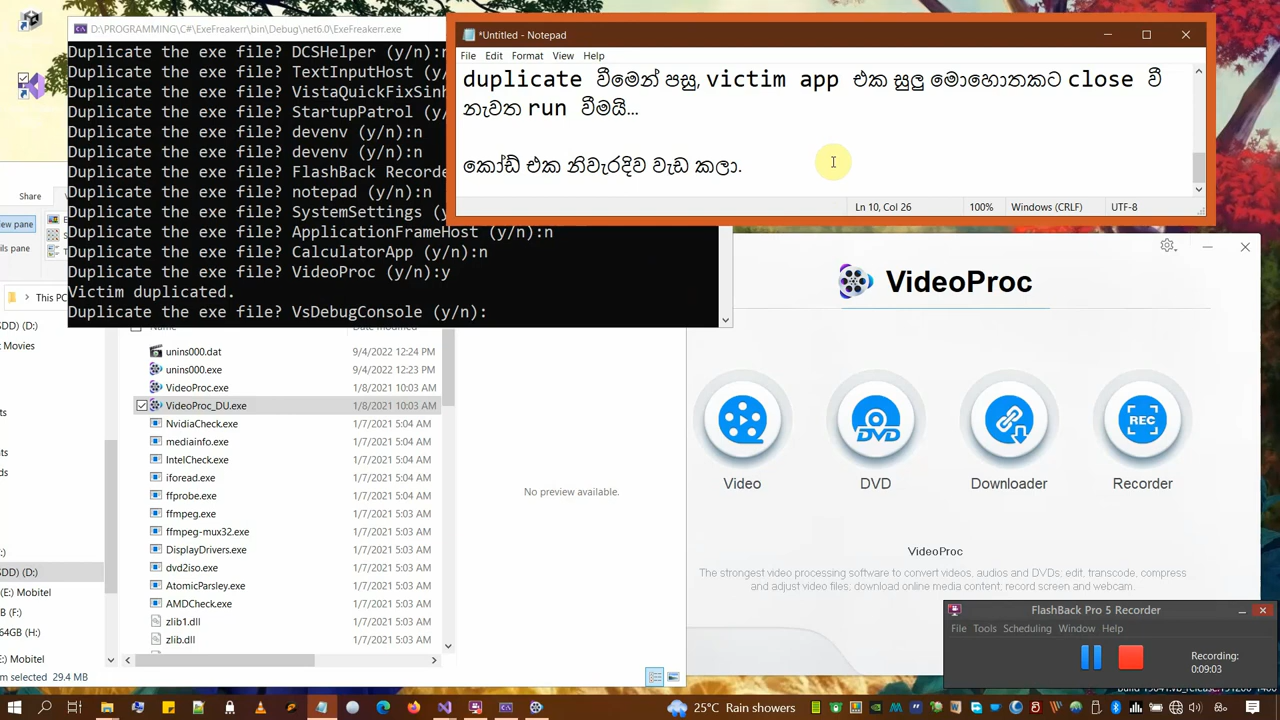 D:\PROGRAMMING\C#\ExeFreakerr\bin\Debug\net6.0\ExeFreakerr.exe
Duplicate the exe file? DCSHelper (y/n):n
Duplicate the exe file? TextInputHost (y/
Duplicate the exe file? VistaQuickFixSinh
Duplicate the exe file? StartupPatrol (y/
Duplicate the exe file? devenv (y/n):n
Duplicate the exe file? devenv (y/n):n
Duplicate the exe file? FlashBack Recorde
Duplicate the exe file? notepad (y/n):n
Duplicate the exe file? SystemSettings (y
Duplicate the exe file? ApplicationFrameHost (y/n):n
Duplicate the exe file? CalculatorApp (y/n):n
Duplicate the exe file? VideoProc (y/n):y
Victim duplicated.
Duplicate the exe file? VsDebugConsole (y/n):
*Untitled - Notepad
File Edit Format View Help
duplicate වීමෙන් පසු, victim app එක සුලු මොහොතකට close වී
නැවත run වීමයි...
කෝඩ් එක නිවැරදිව වැඩ කලා.
Ln 10, Col 26 100% Windows (CRLF) UTF-8
Share
ew pane
ils pane
This PC
DD) (D:)
e Movies
DD) (D:)
(E:) Mobitel
(F:)
64GB (H:)
:) Mobitel
Name Date modified
unins000.dat 9/4/2022 12:24 PM
unins000.exe 9/4/2022 12:23 PM
VideoProc.exe 1/8/2021 10:03 AM
VideoProc_DU.exe 1/8/2021 10:03 AM
NvidiaCheck.exe 1/7/2021 5:04 AM
mediainfo.exe 1/7/2021 5:04 AM
IntelCheck.exe 1/7/2021 5:04 AM
iforead.exe 1/7/2021 5:04 AM
ffprobe.exe 1/7/2021 5:03 AM
ffmpeg.exe 1/7/2021 5:03 AM
ffmpeg-mux32.exe 1/7/2021 5:03 AM
DisplayDrivers.exe 1/7/2021 5:03 AM
dvd2iso.exe 1/7/2021 5:03 AM
AtomicParsley.exe 1/7/2021 5:03 AM
AMDCheck.exe 1/7/2021 5:03 AM
zlib1.dll 1/7/2021 5:03 AM
zlib.dll 1/7/2021 5:03 AM
No preview available.
m selected 29.4 MB
VideoProc
Video DVD Downloader Recorder
REC
VideoProc
The strongest video processing software to convert videos, audios and DVDs; edit, transcode, compress
and adjust video files, download online media content, record screen and webcam.
FlashBack Pro 5 Recorder
File Tools Scheduling Window Help
Recording:
0:09:03
25°C Rain showers